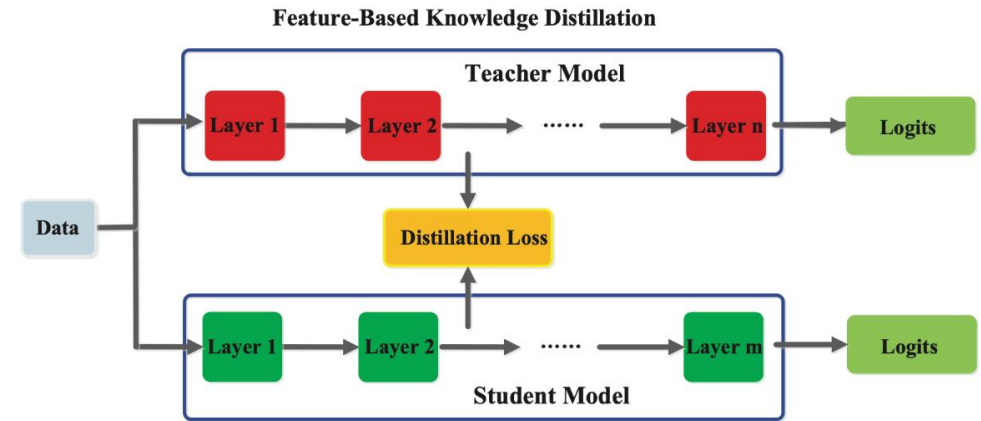 Feature-Based Knowledge Distillation
Teacher Model
Layer 1
Layer 2
......
Layer n
Logits
Data
Distillation Loss
Layer 1
Layer 2
......
Layer m
Logits
Student Model